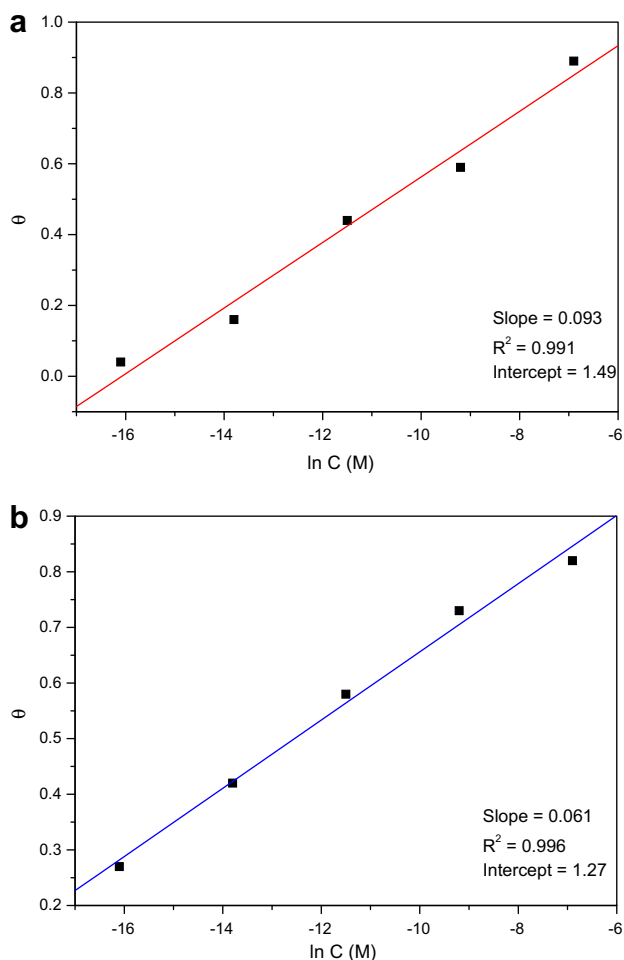 a
1.0
0.8
0.6
0.4
0.2
0.0
θ
Slope = 0.093
R² = 0.991
Intercept = 1.49
-16 -14 -12 -10 -8 -6
ln C (M)
b
0.9
0.8
0.7
0.6
0.5
0.4
0.3
0.2
θ
Slope = 0.061
R² = 0.996
Intercept = 1.27
-16 -14 -12 -10 -8 -6
ln C (M)